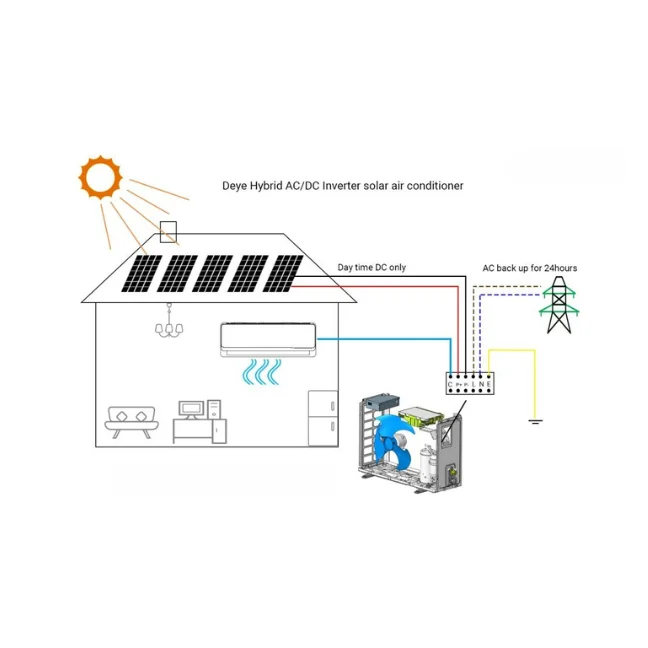 Deye Hybrid AC/DC Inverter solar air conditioner
Day time DC only
AC back up for 24hours
C P+ P- L N E